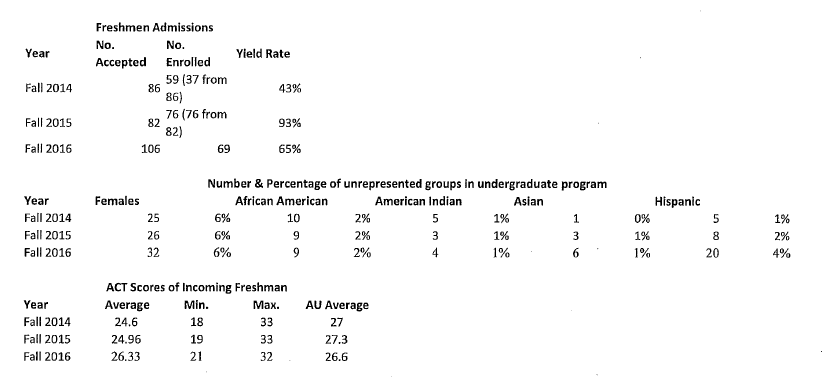 Freshmen Admissions
Year No. Accepted No. Enrolled Yield Rate
Fall 2014 86 59 (37 from 86) 43%
Fall 2015 82 76 (76 from 82) 93%
Fall 2016 106 69 65%
Number & Percentage of unrepresented groups in undergraduate program
Year Females African American American Indian Asian Hispanic
Fall 2014 25 6% 10 2% 5 1% 1 0% 5 1%
Fall 2015 26 6% 9 2% 3 1% 3 1% 8 2%
Fall 2016 32 6% 9 2% 4 1% 6 1% 20 4%
ACT Scores of Incoming Freshman
Year Average Min. Max. AU Average
Fall 2014 24.6 18 33 27
Fall 2015 24.96 19 33 27.3
Fall 2016 26.33 21 32 26.6